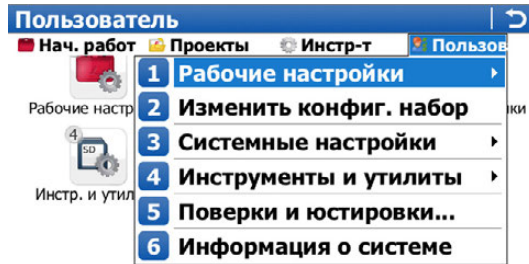 Пользователь
Нач. работ Проекты Инстр-т Пользов
1 Рабочие настройки
Рабочие настр
2 Изменить конфиг. набор
ки
3 Системные настройки
4
SD
4 Инструменты и утилиты
Инстр. и утил
5 Поверки и юстировки...
6 Информация о системе